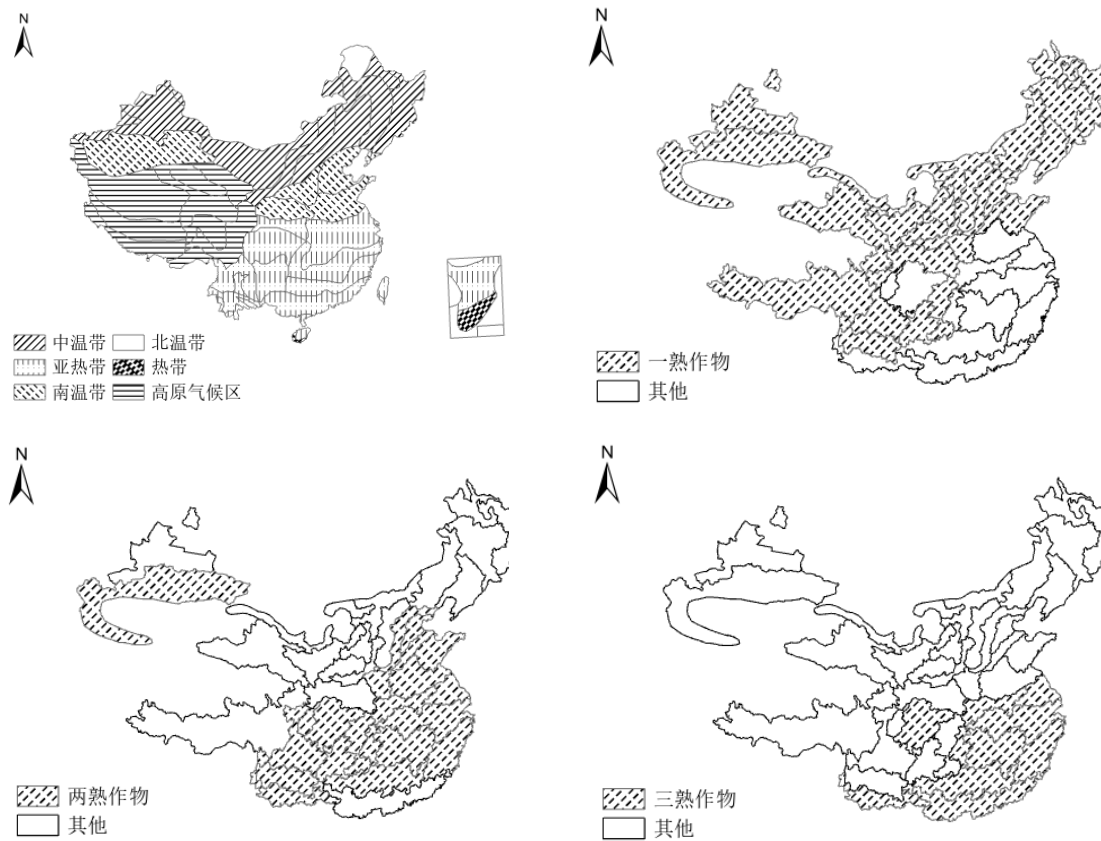 N
中温带 北温带
亚热带 热带
南温带 高原气候区
N
一熟作物
其他
N
两熟作物
其他
N
三熟作物
其他